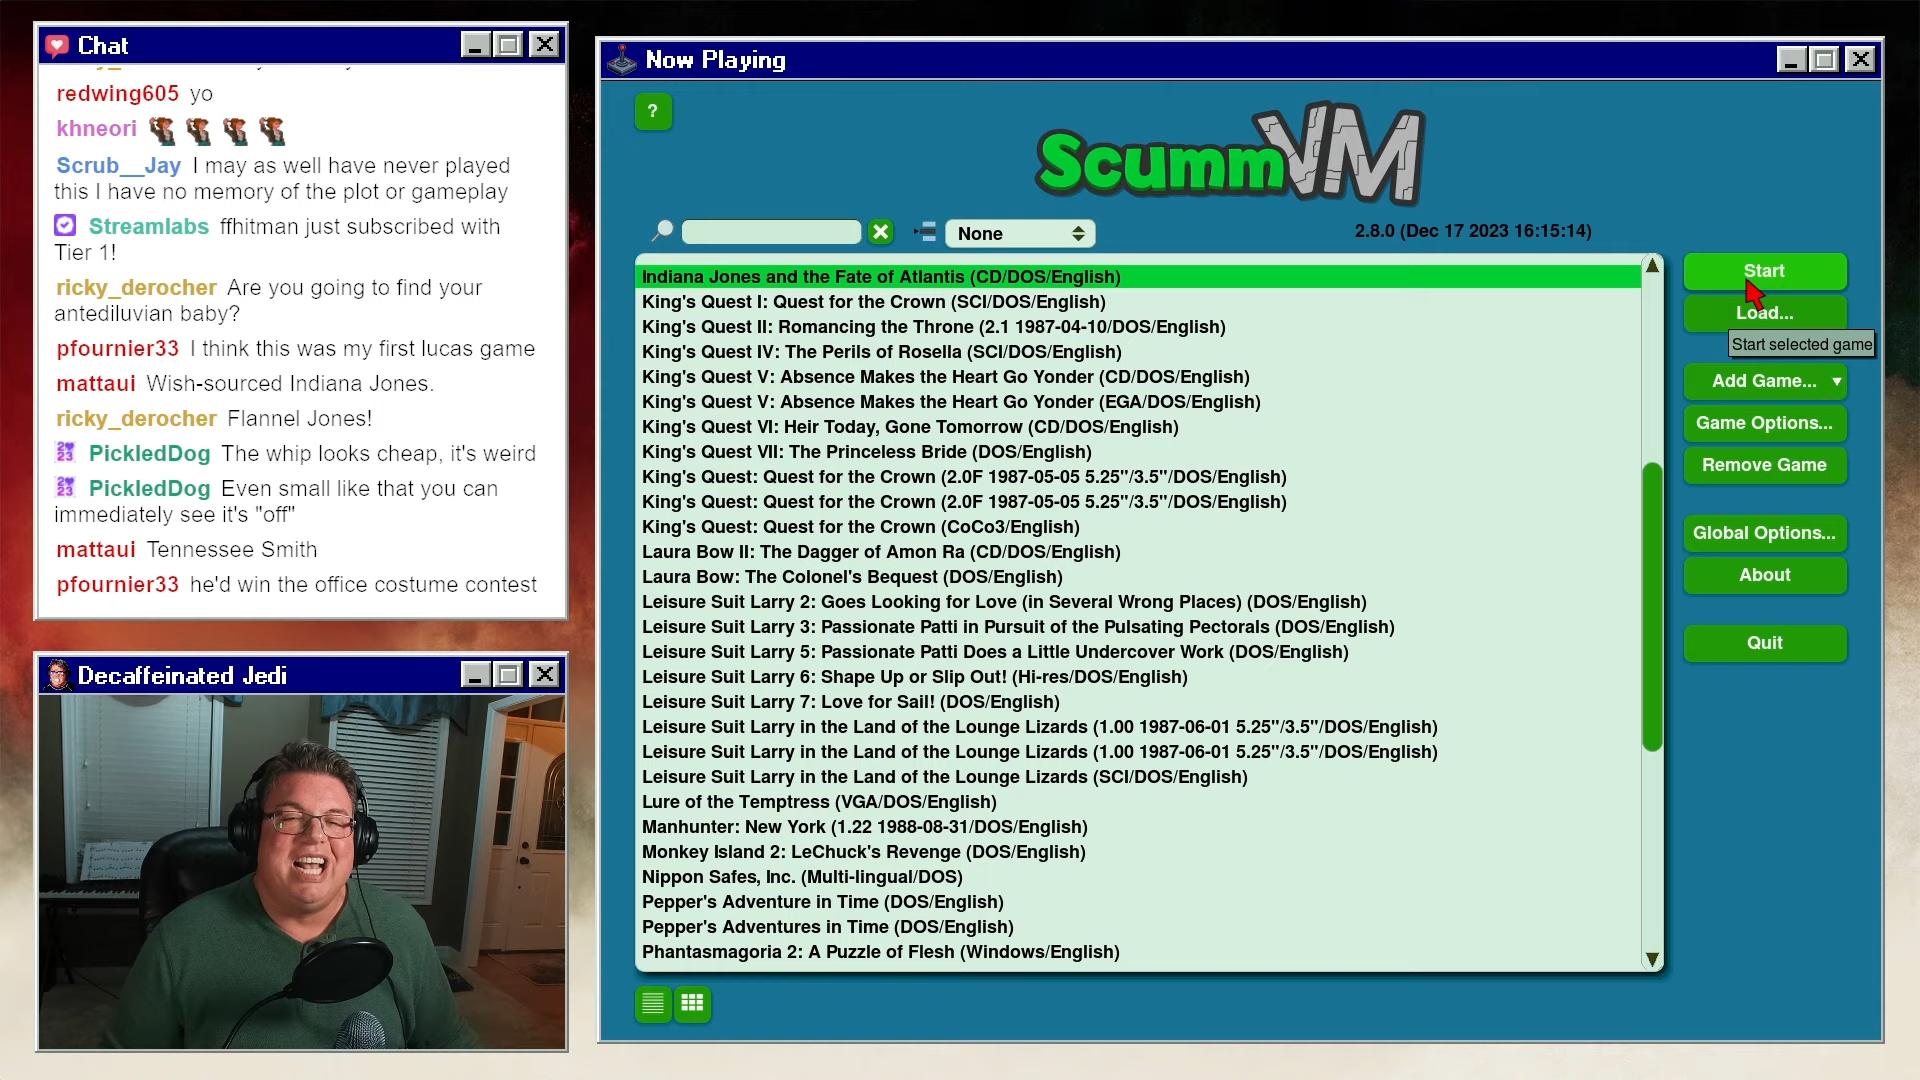 Chat
redwing605 yo
khneori
Scrub__Jay I may as well have never played
this I have no memory of the plot or gameplay
Streamlabs ffhitman just subscribed with
Tier 1!
ricky_derocher Are you going to find your
antediluvian baby?
pfournier33 I think this was my first lucas game
mattaui Wish-sourced Indiana Jones.
ricky_derocher Flannel Jones!
PickledDog The whip looks cheap, it's weird
PickledDog Even small like that you can
immediately see it's "off"
mattaui Tennessee Smith
pfournier33 he'd win the office costume contest
Decaffeinated Jedi
Now Playing
?
ScummVM
None
2.8.0 (Dec 17 2023 16:15:14)
Indiana Jones and the Fate of Atlantis (CD/DOS/English)
King's Quest I: Quest for the Crown (SCI/DOS/English)
King's Quest II: Romancing the Throne (2.1 1987-04-10/DOS/English)
King's Quest IV: The Perils of Rosella (SCI/DOS/English)
King's Quest V: Absence Makes the Heart Go Yonder (CD/DOS/English)
King's Quest V: Absence Makes the Heart Go Yonder (EGA/DOS/English)
King's Quest VI: Heir Today, Gone Tomorrow (CD/DOS/English)
King's Quest VII: The Princeless Bride (DOS/English)
King's Quest: Quest for the Crown (2.0F 1987-05-05 5.25"/3.5"/DOS/English)
King's Quest: Quest for the Crown (2.0F 1987-05-05 5.25"/3.5"/DOS/English)
King's Quest: Quest for the Crown (CoCo3/English)
Laura Bow II: The Dagger of Amon Ra (CD/DOS/English)
Laura Bow: The Colonel's Bequest (DOS/English)
Leisure Suit Larry 2: Goes Looking for Love (in Several Wrong Places) (DOS/English)
Leisure Suit Larry 3: Passionate Patti in Pursuit of the Pulsating Pectorals (DOS/English)
Leisure Suit Larry 5: Passionate Patti Does a Little Undercover Work (DOS/English)
Leisure Suit Larry 6: Shape Up or Slip Out! (Hi-res/DOS/English)
Leisure Suit Larry 7: Love for Sail! (DOS/English)
Leisure Suit Larry in the Land of the Lounge Lizards (1.00 1987-06-01 5.25"/3.5"/DOS/English)
Leisure Suit Larry in the Land of the Lounge Lizards (1.00 1987-06-01 5.25"/3.5"/DOS/English)
Leisure Suit Larry in the Land of the Lounge Lizards (SCI/DOS/English)
Lure of the Temptress (VGA/DOS/English)
Manhunter: New York (1.22 1988-08-31/DOS/English)
Monkey Island 2: LeChuck's Revenge (DOS/English)
Nippon Safes, Inc. (Multi-lingual/DOS)
Pepper's Adventure in Time (DOS/English)
Pepper's Adventures in Time (DOS/English)
Phantasmagoria 2: A Puzzle of Flesh (Windows/English)
Start
Load...
Start selected game
Add Game...
Game Options...
Remove Game
Global Options...
About
Quit